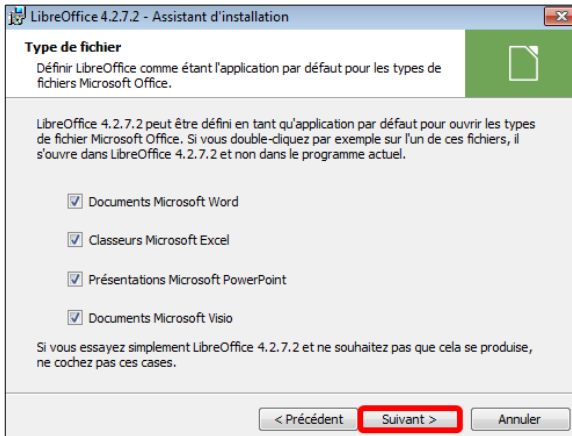 LibreOffice 4.2.7.2 - Assistant d'installation
Type de fichier
Définir LibreOffice comme étant l'application par défaut pour les types de
fichiers Microsoft Office.
LibreOffice 4.2.7.2 peut être défini en tant qu'application par défaut pour ouvrir les types
de fichier Microsoft Office. Si vous double-cliquez par exemple sur l'un de ces fichiers, il
s'ouvre dans LibreOffice 4.2.7.2 et non dans le programme actuel.
Documents Microsoft Word
Classeurs Microsoft Excel
Présentations Microsoft PowerPoint
Documents Microsoft Visio
Si vous essayez simplement LibreOffice 4.2.7.2 et ne souhaitez pas que cela se produise,
ne cochez pas ces cases.
< Précédent Suivant > Annuler